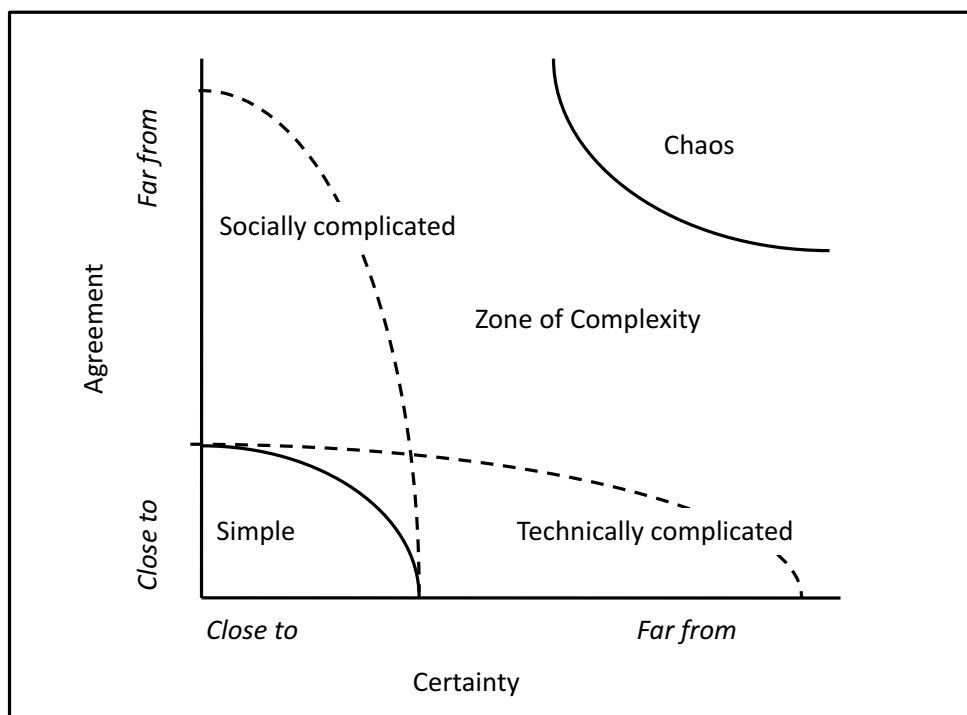 Far from
Chaos
Socially complicated
Agreement
Zone of Complexity
Close to
Simple
Technically complicated
Close to
Far from
Certainty